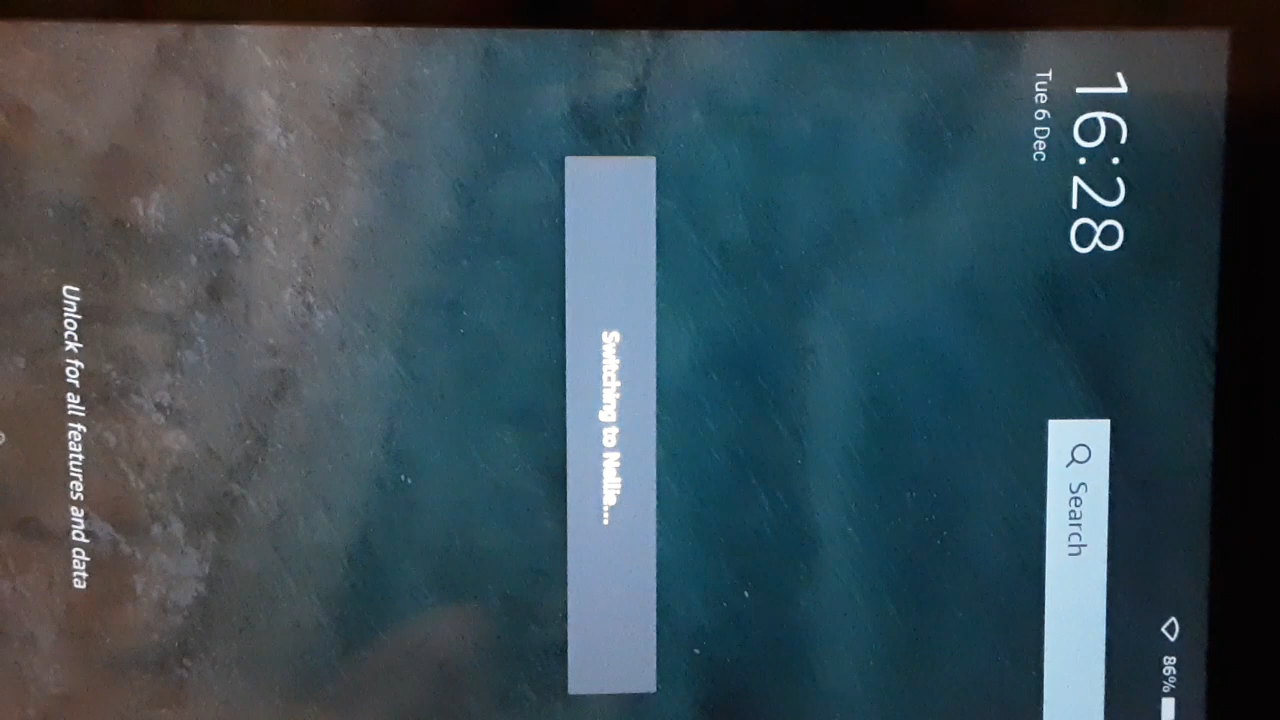 86%
16:28
Tue 6 Dec
Search
Switching to Nellie...
Unlock for all features and data